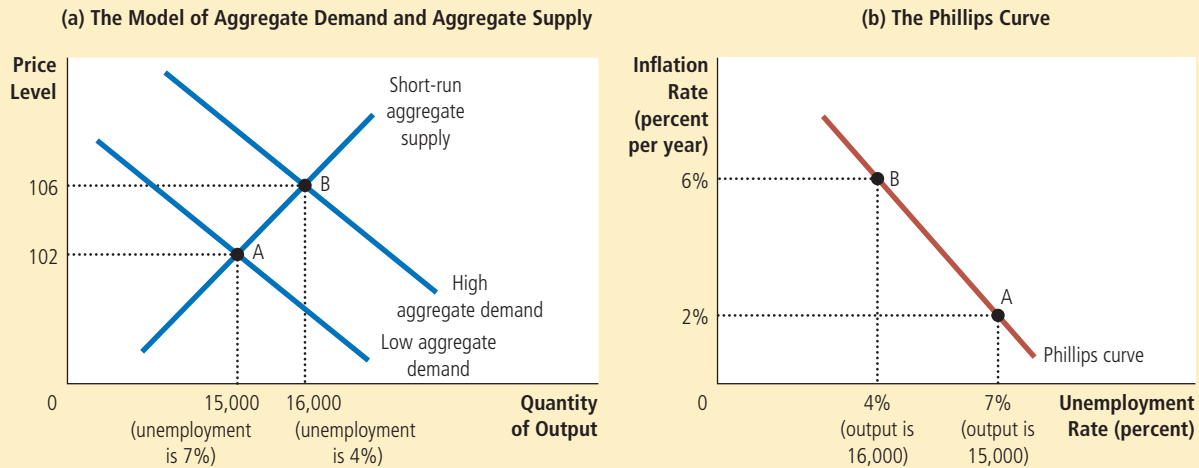 (a) The Model of Aggregate Demand and Aggregate Supply
Price
Level
Short-run
aggregate
supply
106
B
102
A
High
aggregate demand
Low aggregate
demand
0
15,000
(unemployment
is 7%)
16,000
(unemployment
is 4%)
Quantity
of Output
(b) The Phillips Curve
Inflation
Rate
(percent
per year)
6%
B
A
2%
Phillips curve
0
4%
(output is
16,000)
7%
(output is
15,000)
Unemployment
Rate (percent)